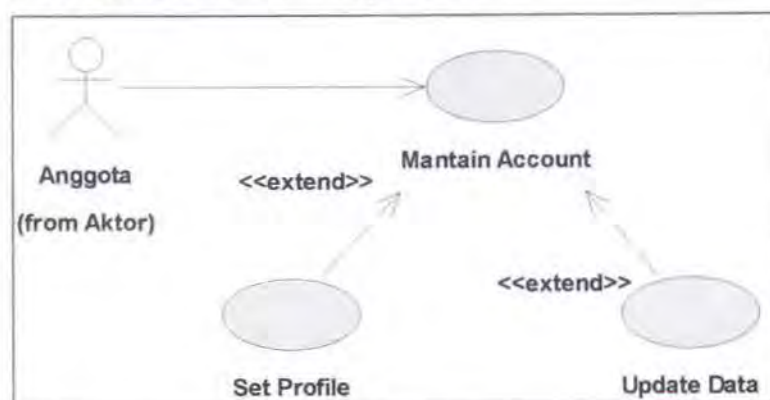 Anggota
(from Aktor)
Mantain Account
<<extend>>
<<extend>>
Set Profile
Update Data